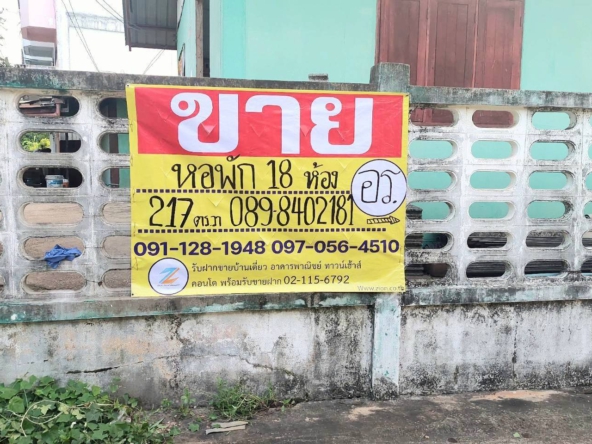 ขาย
หอพัก 18 ห้อง
217 ตร.ว 089-8402181
อร.
091-128-1948 097-056-4510
รับฝากขายบ้านเดี่ยว อาคารพาณิชย์ ทาวน์เฮ้าส์
คอนโด พร้อมรับขายฝาก 02-115-6792